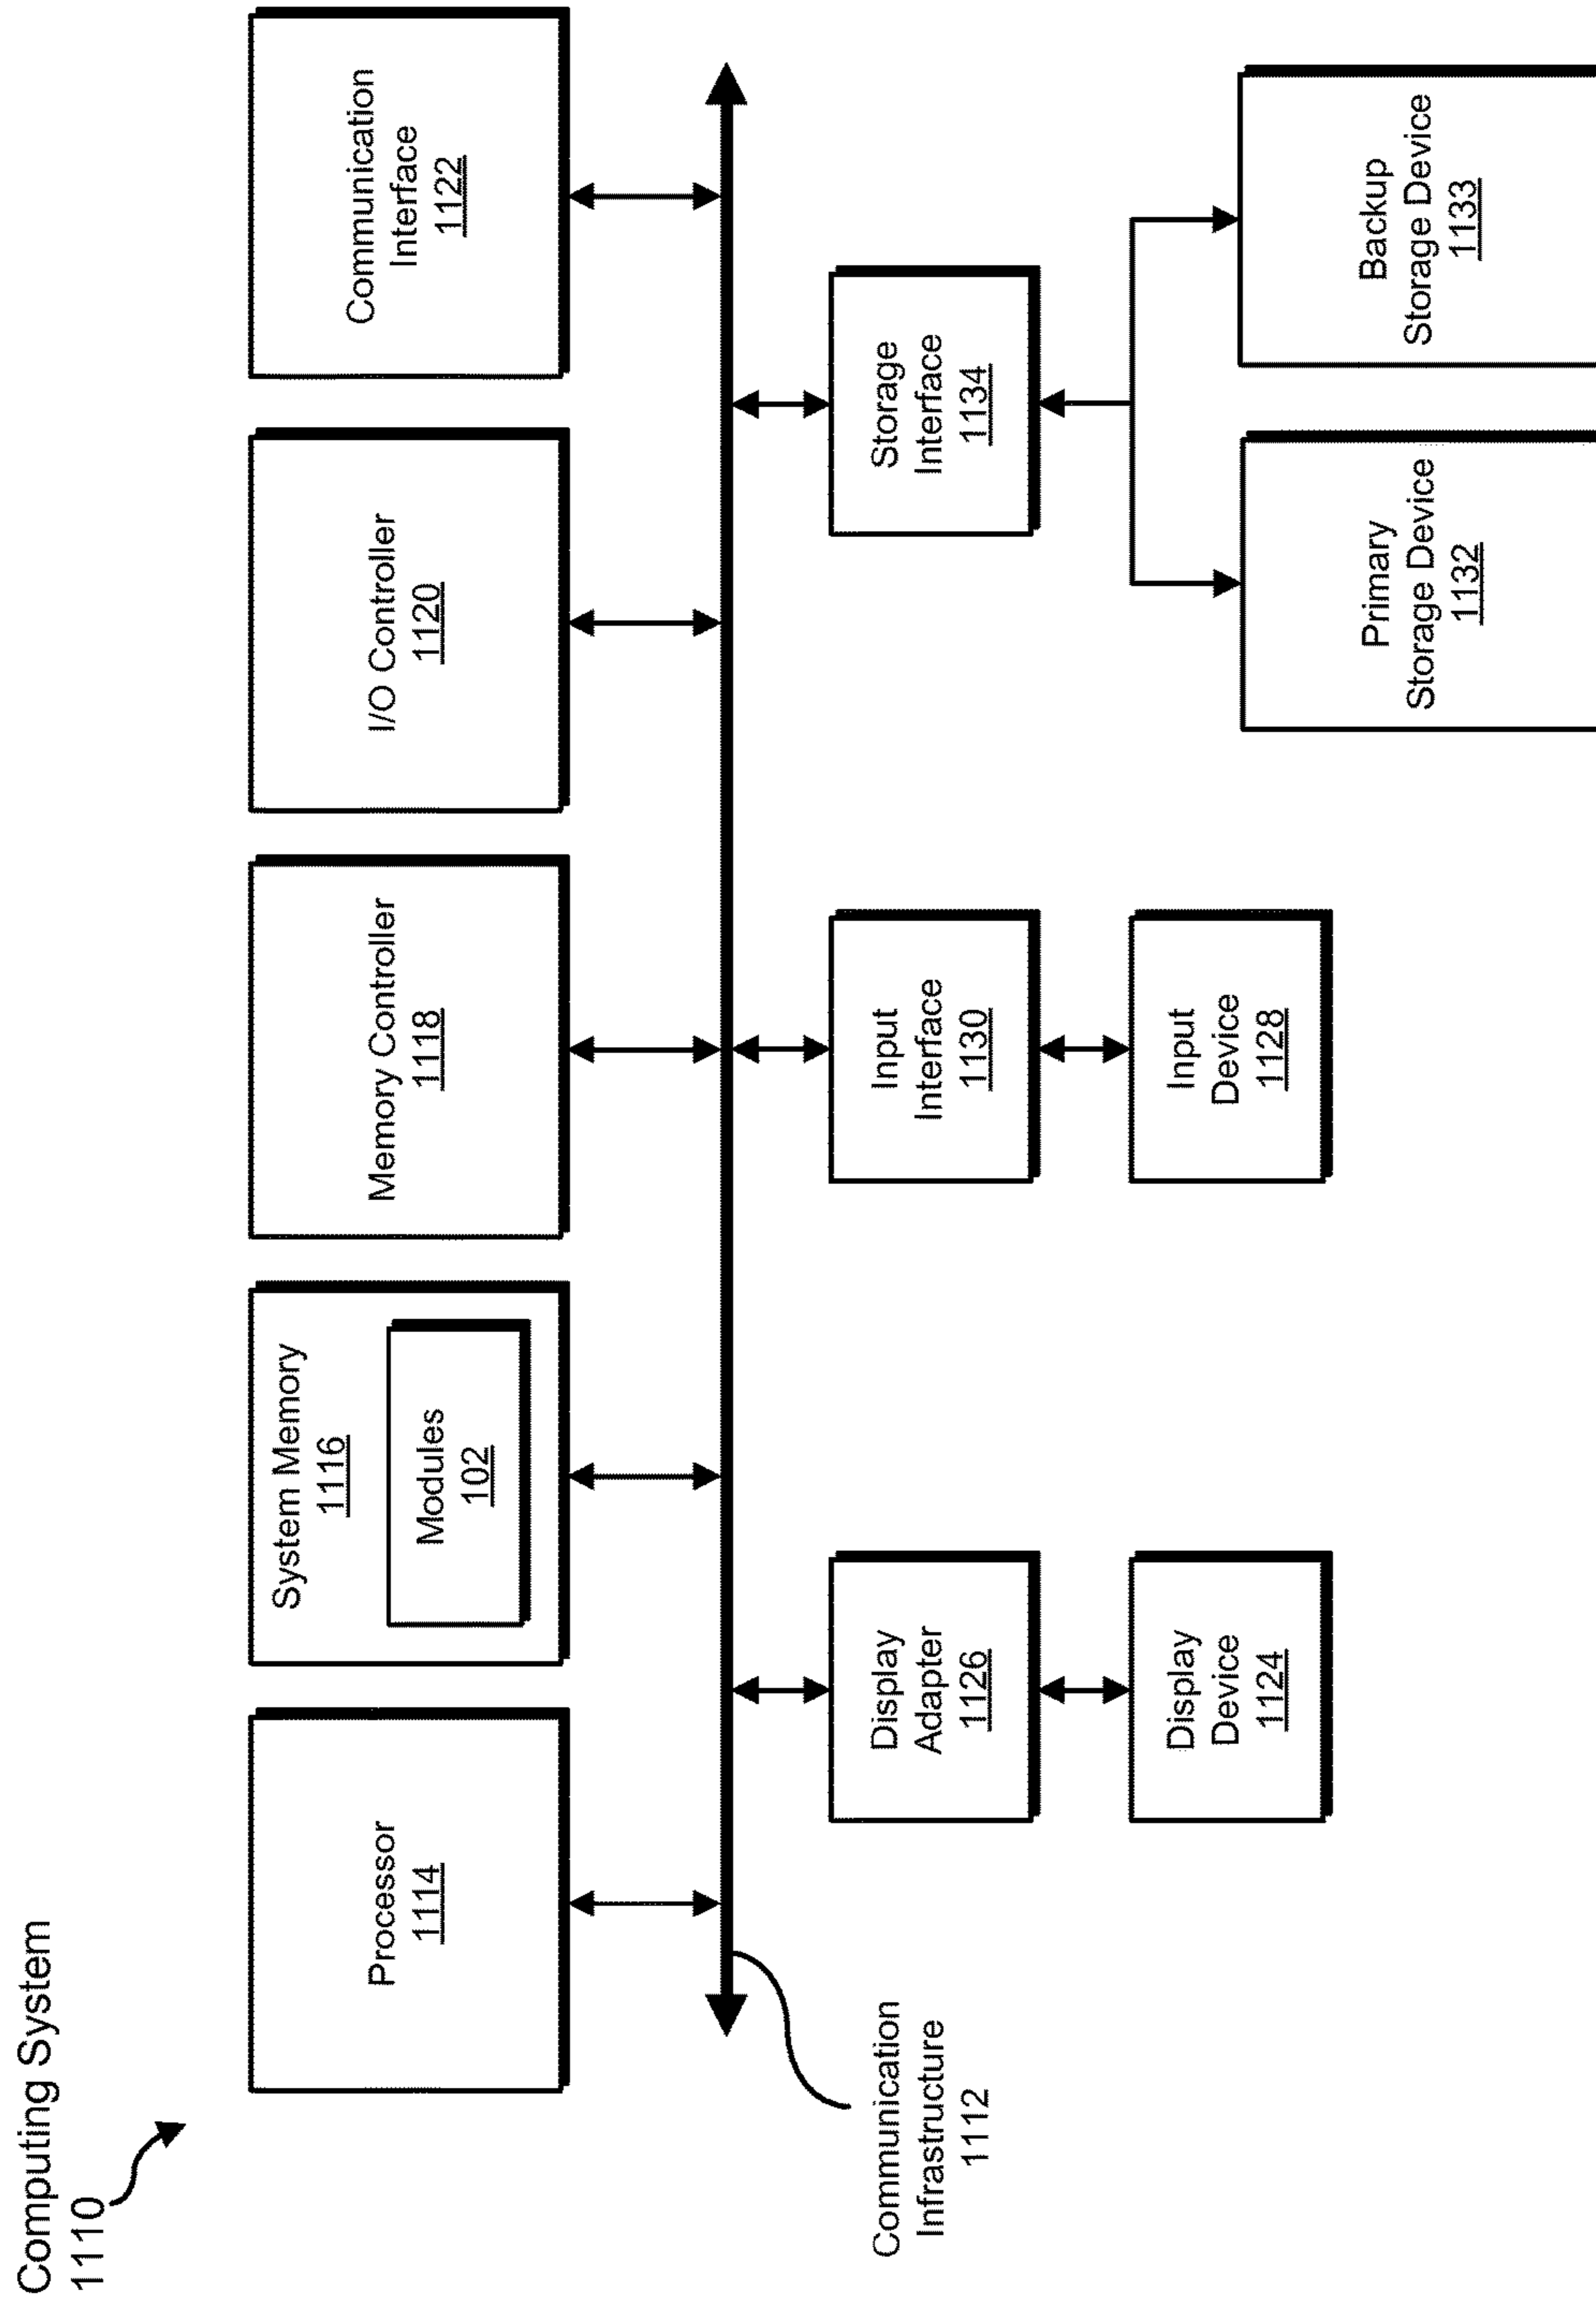 Computing System
1110
Processor
1114
System Memory
1116
Modules
102
Memory Controller
1118
I/O Controller
1120
Communication
Interface
1122
Communication
Infrastructure
1112
Display
Adapter
1126
Input
Interface
1130
Storage
Interface
1134
Display
Device
1124
Input
Device
1128
Primary
Storage Device
1132
Backup
Storage Device
1133